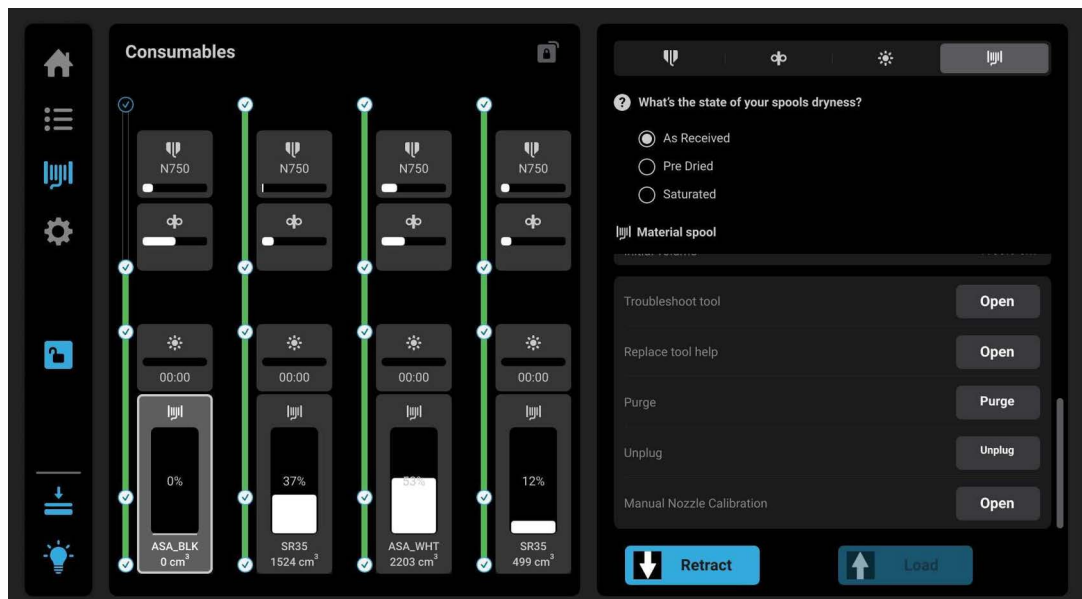 Consumables
N750
N750
N750
N750
00:00
00:00
00:00
00:00
0%
37%
53%
12%
ASA_BLK
0 cm³
SR35
1524 cm³
ASA_WHT
2203 cm³
SR35
499 cm³
What's the state of your spools dryness?
As Received
Pre Dried
Saturated
Material spool
Initial volume
Troubleshoot tool
Open
Replace tool help
Open
Purge
Purge
Unplug
Unplug
Manual Nozzle Calibration
Open
Retract
Load